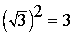 (√3)² = 3